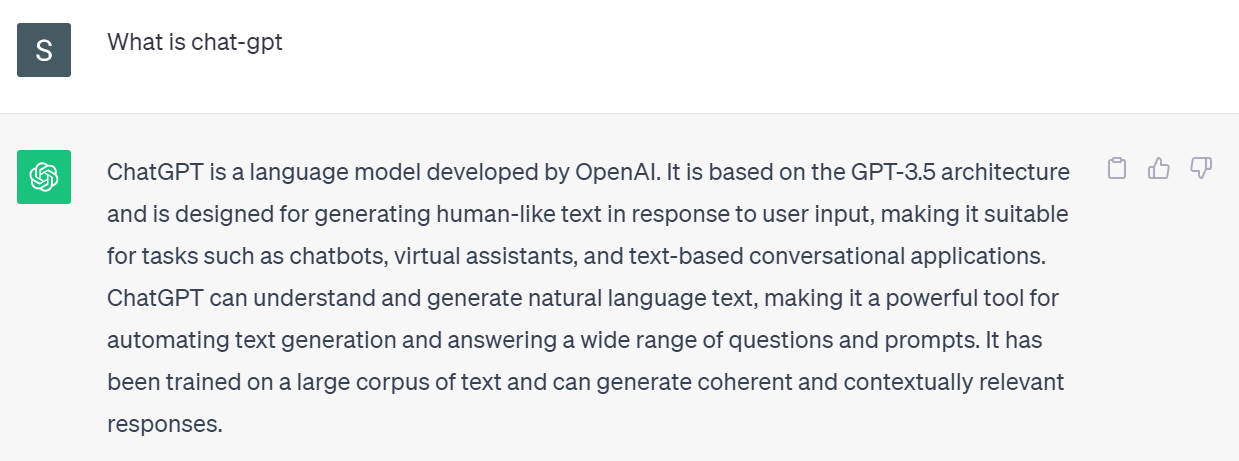 S
What is chat-gpt
ChatGPT is a language model developed by OpenAI. It is based on the GPT-3.5 architecture
and is designed for generating human-like text in response to user input, making it suitable
for tasks such as chatbots, virtual assistants, and text-based conversational applications.
ChatGPT can understand and generate natural language text, making it a powerful tool for
automating text generation and answering a wide range of questions and prompts. It has
been trained on a large corpus of text and can generate coherent and contextually relevant
responses.